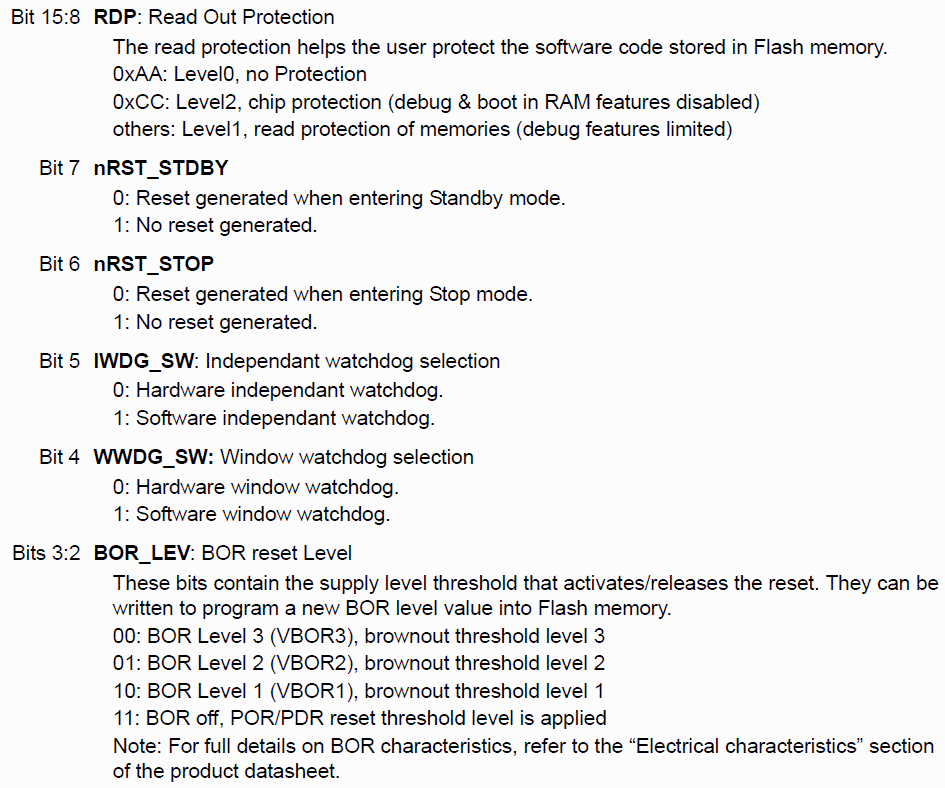 Bit 15:8 RDP: Read Out Protection
The read protection helps the user protect the software code stored in Flash memory.
0xAA: Level0, no Protection
0xCC: Level2, chip protection (debug & boot in RAM features disabled)
others: Level1, read protection of memories (debug features limited)
Bit 7 nRST_STDBY
0: Reset generated when entering Standby mode.
1: No reset generated.
Bit 6 nRST_STOP
0: Reset generated when entering Stop mode.
1: No reset generated.
Bit 5 IWDG_SW: Independant watchdog selection
0: Hardware independant watchdog.
1: Software independant watchdog.
Bit 4 WWDG_SW: Window watchdog selection
0: Hardware window watchdog.
1: Software window watchdog.
Bits 3:2 BOR_LEV: BOR reset Level
These bits contain the supply level threshold that activates/releases the reset. They can be
written to program a new BOR level value into Flash memory.
00: BOR Level 3 (VBOR3), brownout threshold level 3
01: BOR Level 2 (VBOR2), brownout threshold level 2
10: BOR Level 1 (VBOR1), brownout threshold level 1
11: BOR off, POR/PDR reset threshold level is applied
Note: For full details on BOR characteristics, refer to the “Electrical characteristics” section
of the product datasheet.